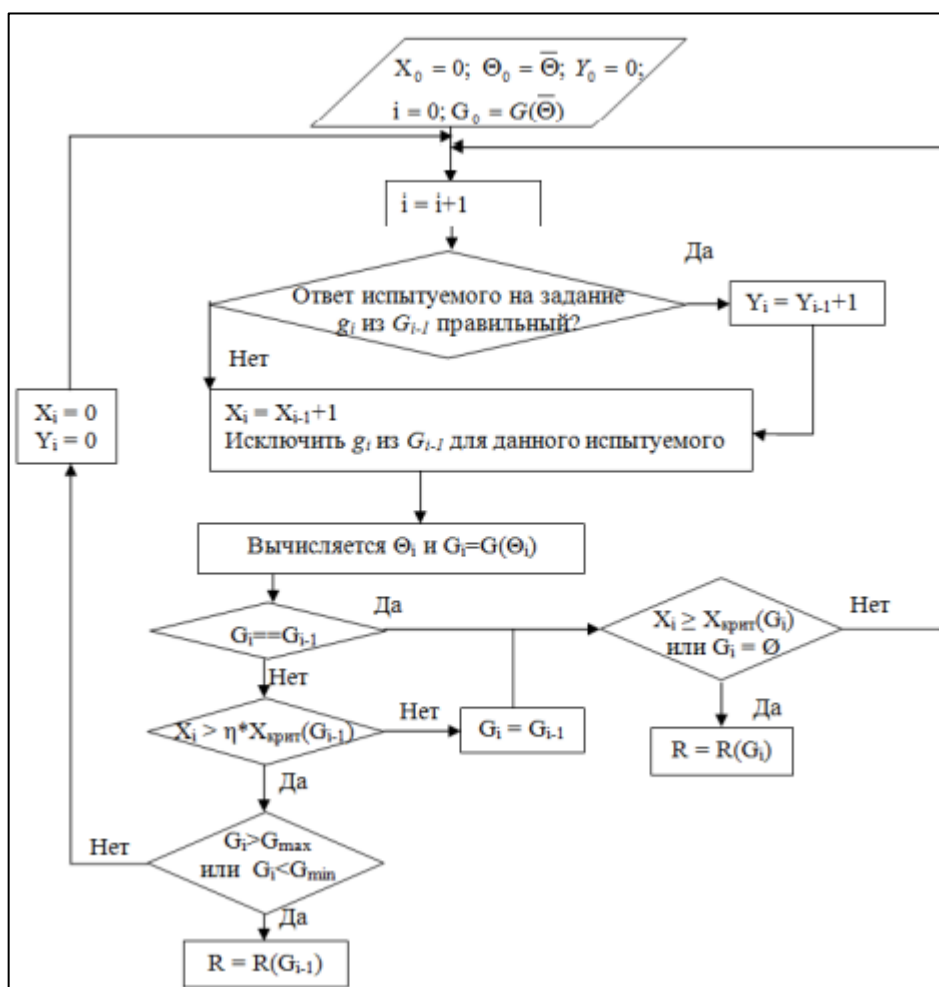 X₀ = 0; Θ₀ = Θ̅; Y₀ = 0;
i = 0; G₀ = G(Θ̅)
i = i+1
Да
Ответ испытуемого на задание
gᵢ из Gᵢ₋₁ правильный?
Yᵢ = Yᵢ₋₁+1
Нет
Xᵢ = 0
Yᵢ = 0
Xᵢ = Xᵢ₋₁+1
Исключить gᵢ из Gᵢ₋₁ для данного испытуемого
Вычисляется Θᵢ и Gᵢ=G(Θᵢ)
Да
Gᵢ==Gᵢ₋₁
Xᵢ ≥ Xкрит(Gᵢ)
или Gᵢ = Ø
Нет
Нет
Xᵢ > η*Xкрит(Gᵢ₋₁)
Нет
Gᵢ = Gᵢ₋₁
Да
R = R(Gᵢ)
Да
Нет
Gᵢ>Gmax
или Gᵢ<Gmin
Да
R = R(Gᵢ₋₁)